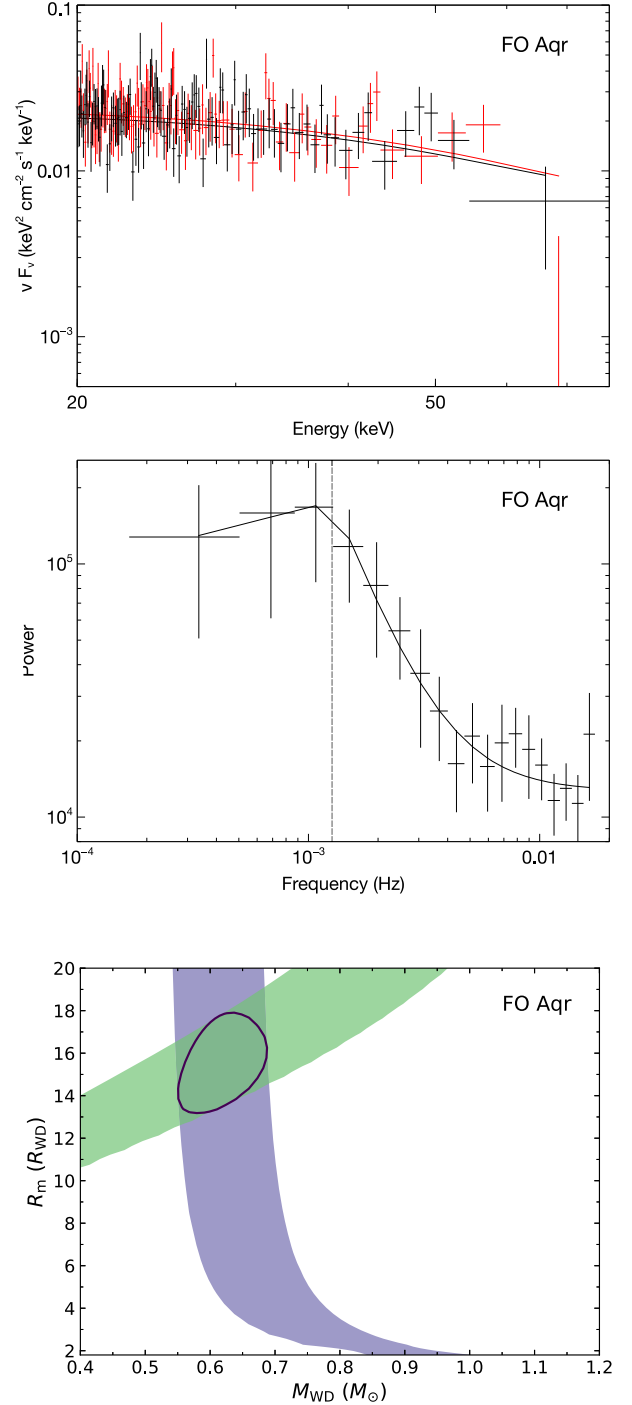 FO Aqr
0.1
0.01
10⁻³
ν Fᵥ (keV² cm⁻² s⁻¹ keV⁻¹)
20
50
Energy (keV)
FO Aqr
10⁵
10⁴
Power
10⁻⁴
10⁻³
0.01
Frequency (Hz)
FO Aqr
20
18
16
14
12
10
8
6
4
2
R_m (R_WD)
0.4 0.5 0.6 0.7 0.8 0.9 1.0 1.1 1.2
M_WD (M_⊙)